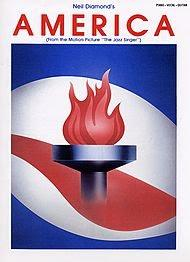 PIANO • VOCAL • GUITAR
Neil Diamond's
AMERICA
(From the Motion Picture "The Jazz Singer")